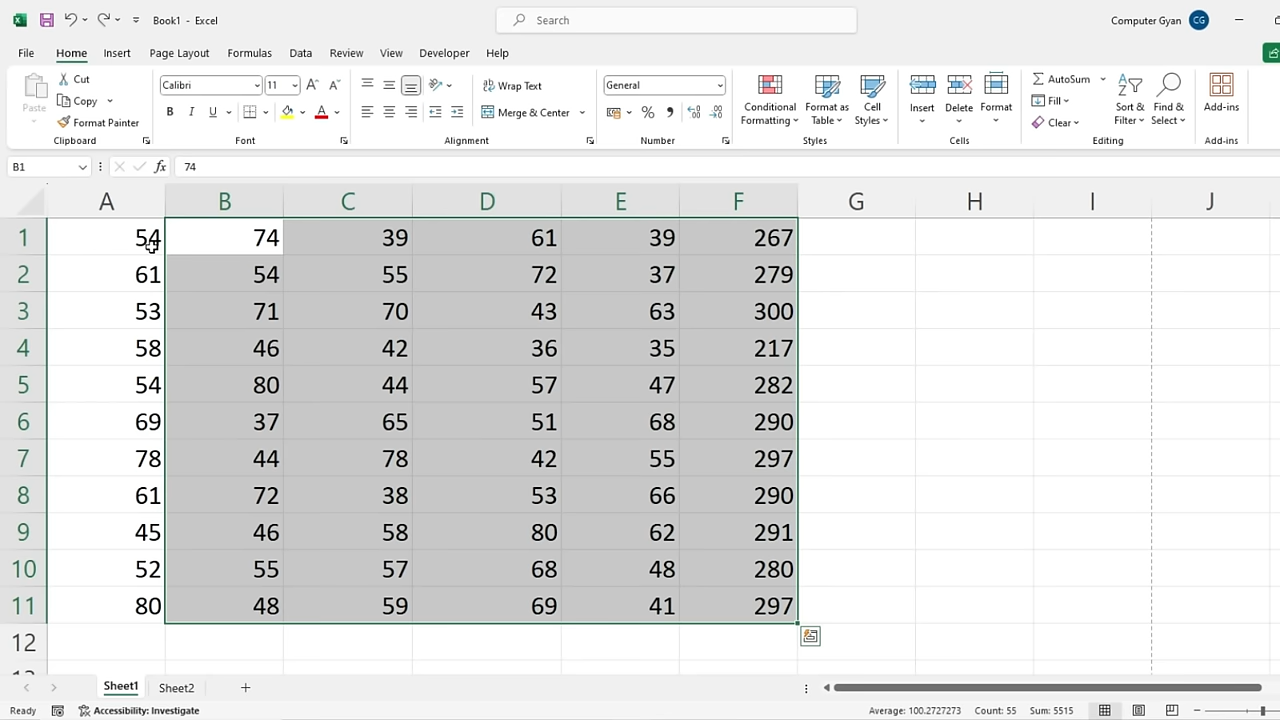 Book1 - Excel
Search
Computer Gyan CG
File Home Insert Page Layout Formulas Data Review View Developer Help
Paste
Cut
Copy
Format Painter
Clipboard
Calibri 11
B I U
Font
Wrap Text
Merge & Center
Alignment
General
Number
Conditional Formatting
Format as Table
Cell Styles
Styles
Insert Delete Format
Cells
AutoSum
Fill
Clear
Sort & Filter
Find & Select
Editing
Add-ins
Add-ins
B1 fx 74
A B C D E F G H I J
1 54 74 39 61 39 267
2 61 54 55 72 37 279
3 53 71 70 43 63 300
4 58 46 42 36 35 217
5 54 80 44 57 47 282
6 69 37 65 51 68 290
7 78 44 78 42 55 297
8 61 72 38 53 66 290
9 45 46 58 80 62 291
10 52 55 57 68 48 280
11 80 48 59 69 41 297
12
Sheet1 Sheet2
Ready Accessibility: Investigate Average: 100.2727273 Count: 55 Sum: 5515